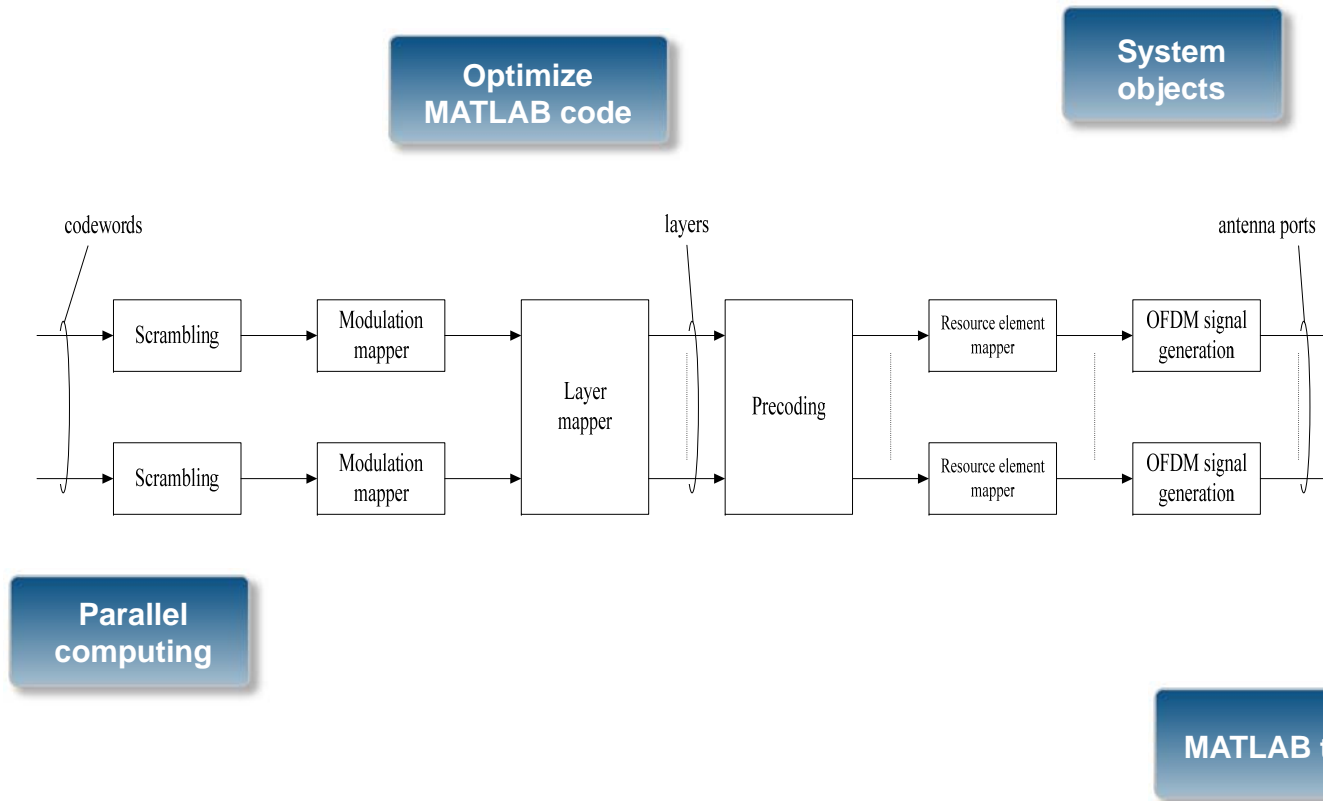 Optimize
MATLAB code
System
objects
codewords
layers
antenna ports
Scrambling
Modulation
mapper
Layer
mapper
Precoding
Resource element
mapper
OFDM signal
generation
Scrambling
Modulation
mapper
Resource element
mapper
OFDM signal
generation
Parallel
computing
MATLAB